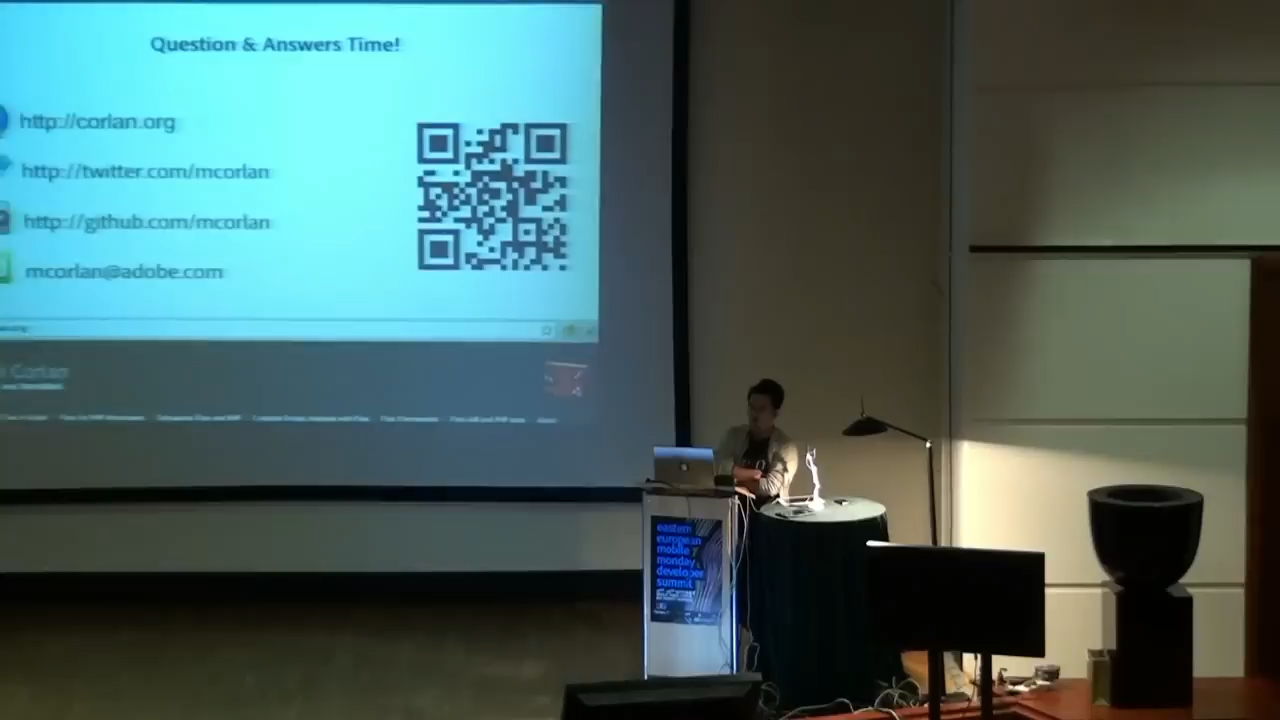 Question & Answers Time!
http://corlan.org
http://twitter.com/mcorlan
http://github.com/mcorlan
mcorlan@adobe.com
Corlan
eastern
european
mobile
monday
developer
summit